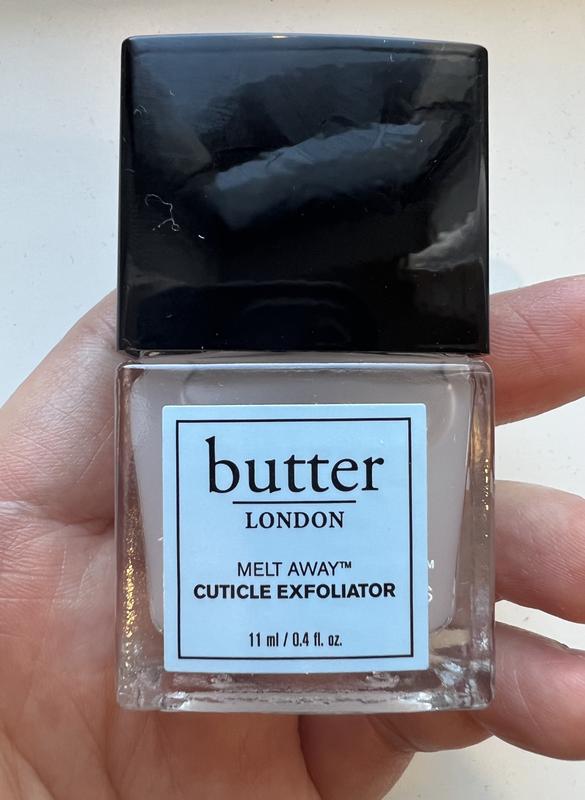 butter
LONDON
MELT AWAY™
CUTICLE EXFOLIATOR
11 ml / 0.4 fl. oz.